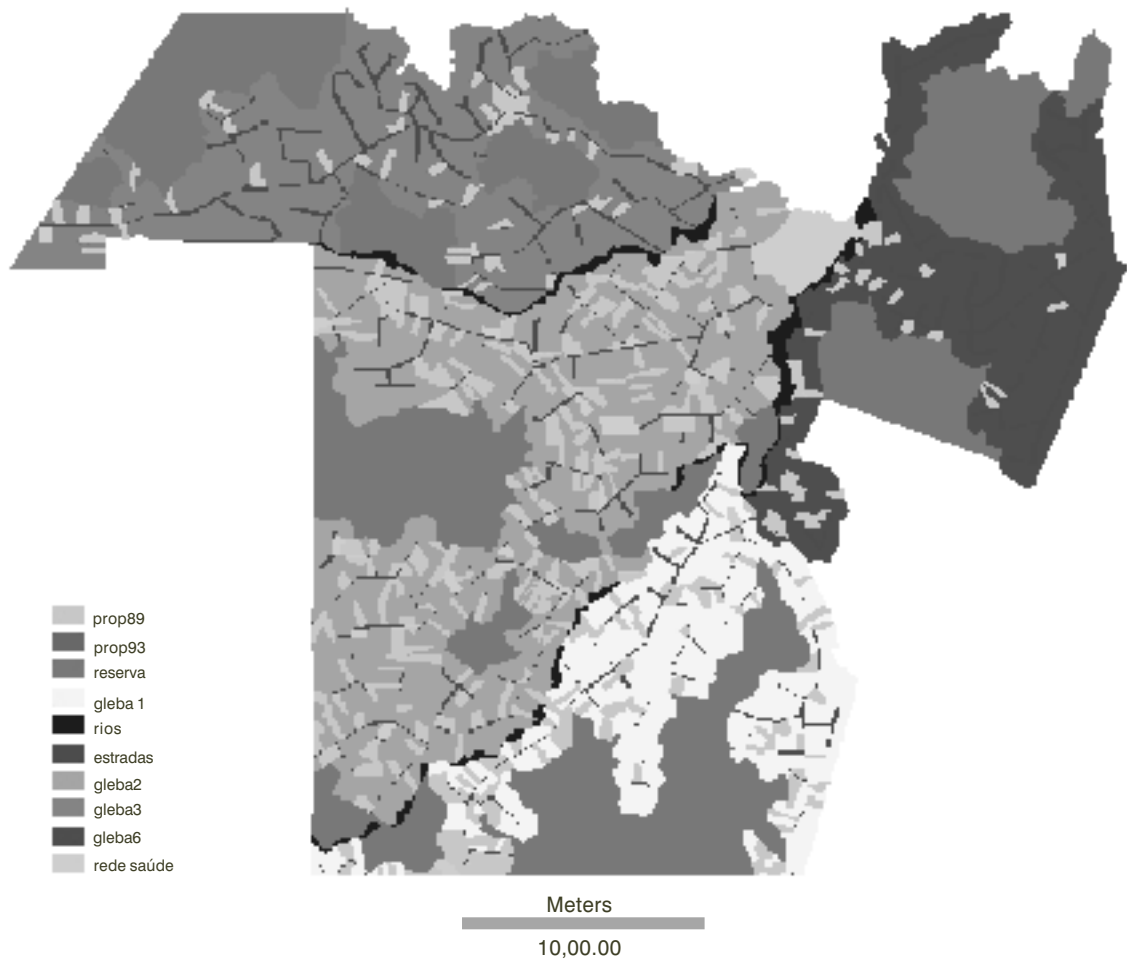 prop89
prop93
reserva
gleba 1
rios
estradas
gleba2
gleba3
gleba6
rede saúde
Meters
10,00.00